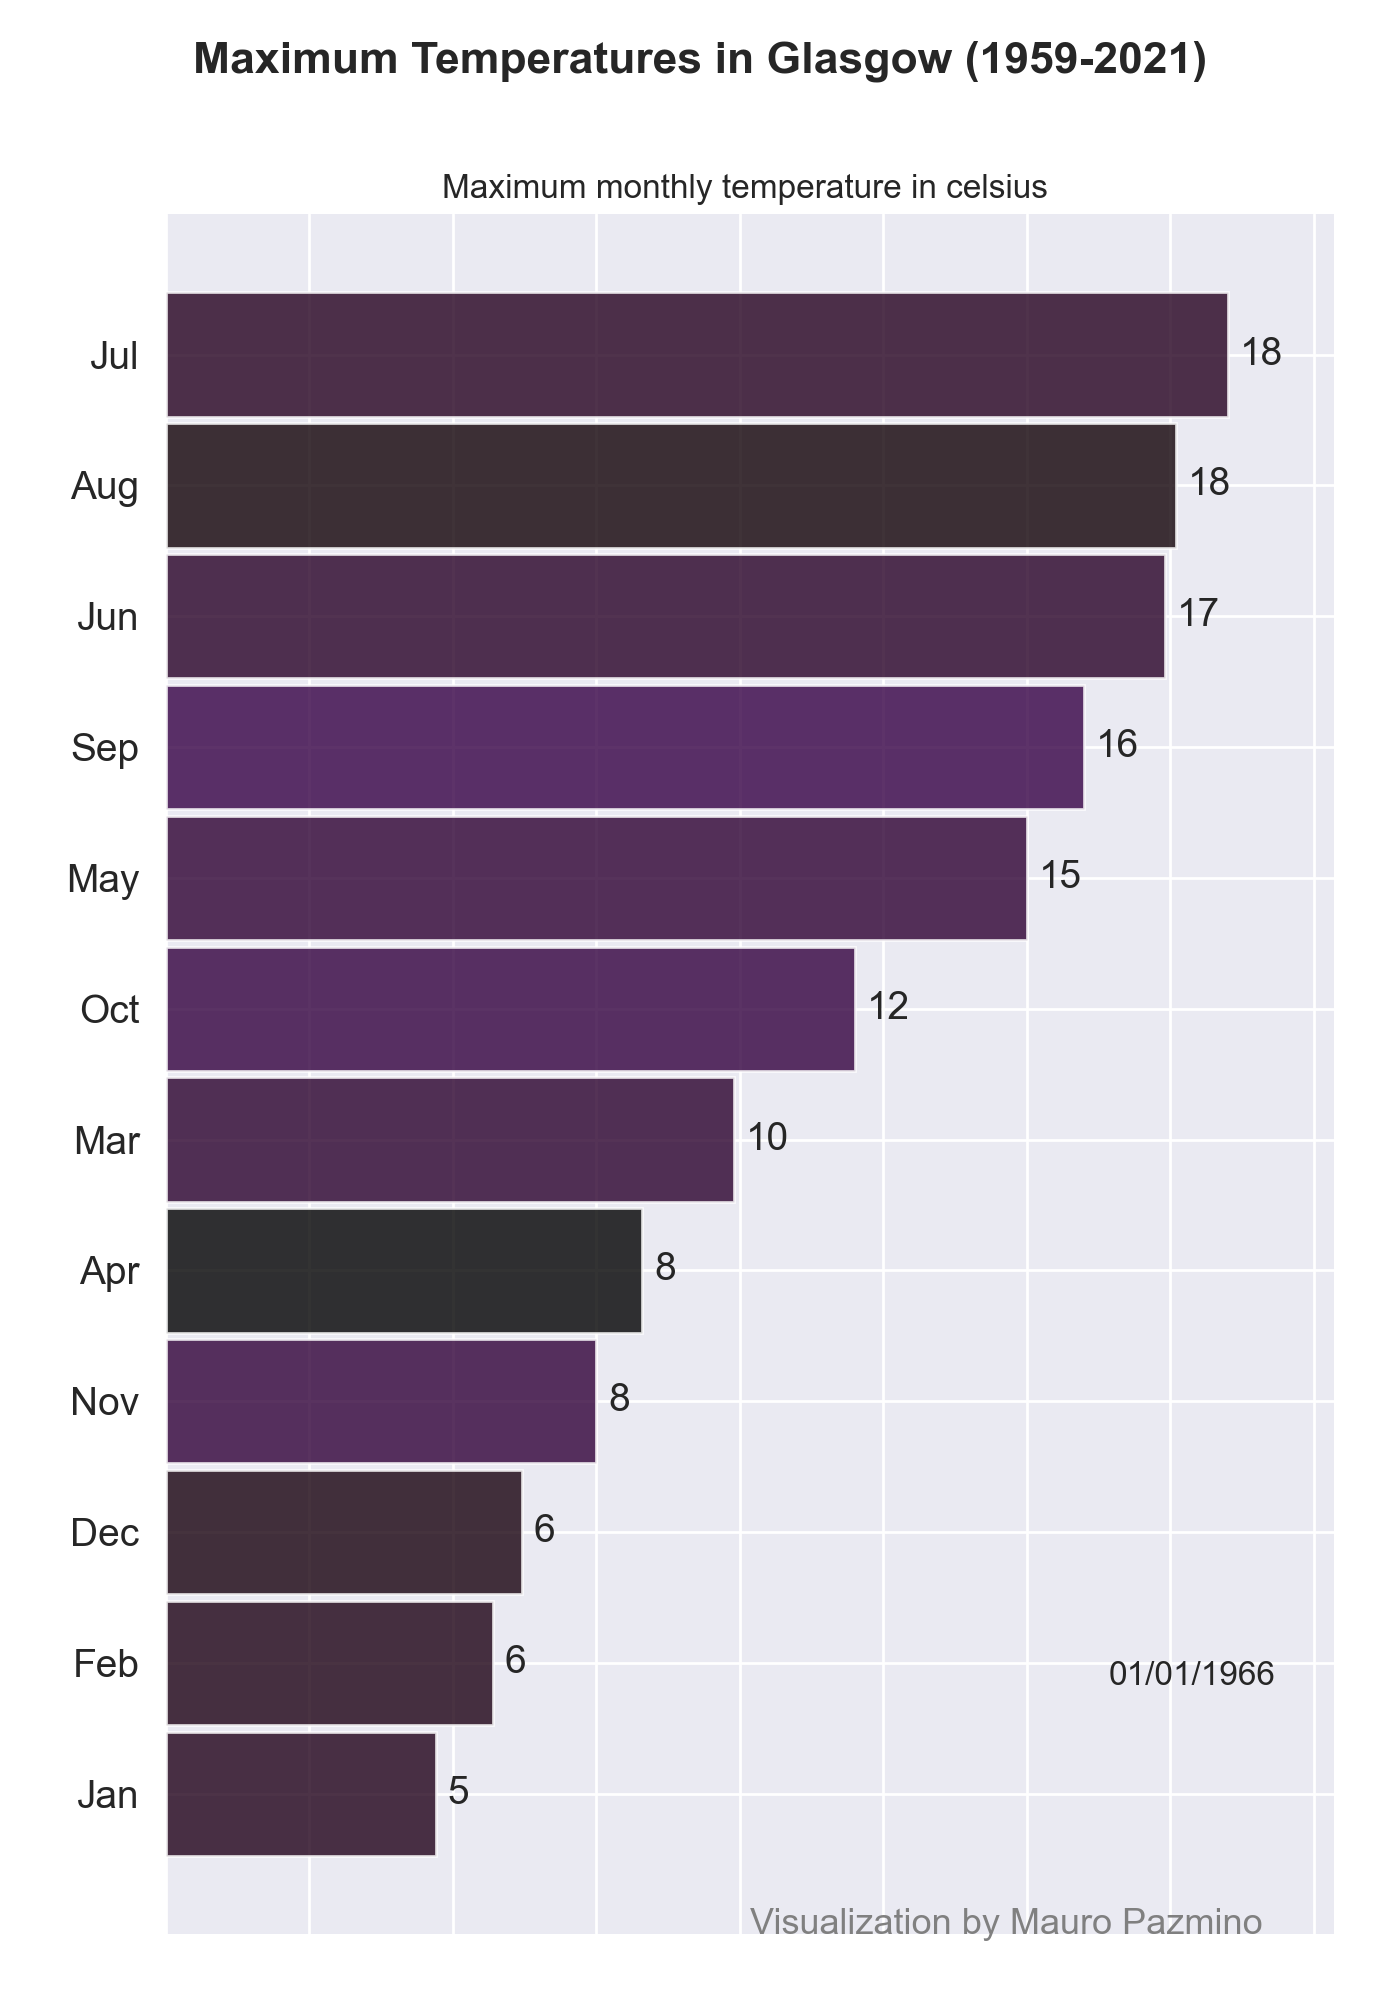 Maximum Temperatures in Glasgow (1959-2021)
Maximum monthly temperature in celsius
Jul 18
Aug 18
Jun 17
Sep 16
May 15
Oct 12
Mar 10
Apr 8
Nov 8
Dec 6
Feb 6 01/01/1966
Jan 5
Visualization by Mauro Pazmino